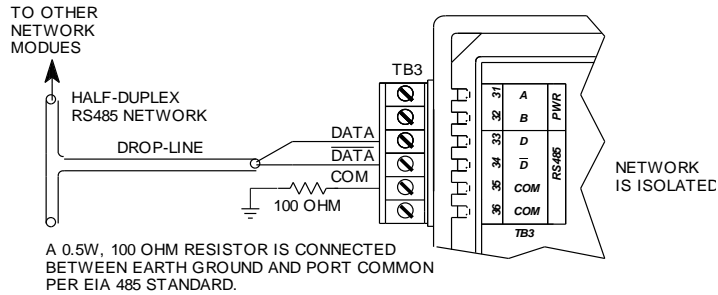 TO OTHER
NETWORK
MODUES
HALF-DUPLEX
RS485 NETWORK
DROP-LINE
TB3
DATA
DATA
COM
100 OHM
31 A
32 B
PWR
33 D
34 D̅
35 COM
36 COM
RS485
TB3
NETWORK
IS ISOLATED
A 0.5W, 100 OHM RESISTOR IS CONNECTED
BETWEEN EARTH GROUND AND PORT COMMON
PER EIA 485 STANDARD.